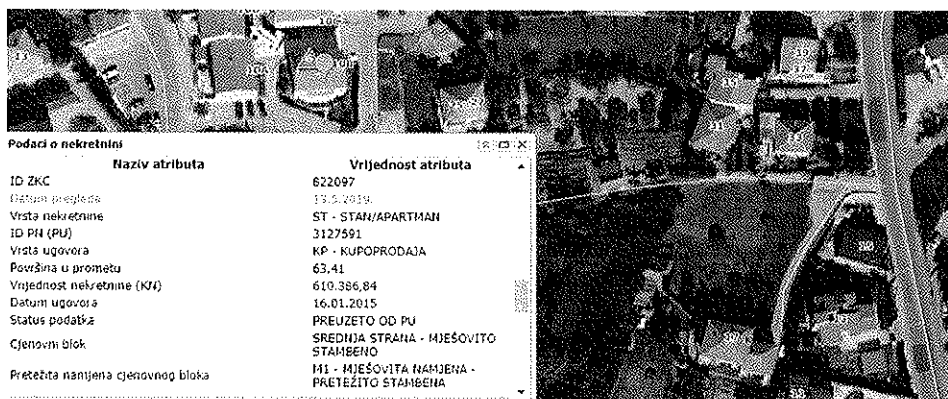 Podaci o nekretnini
Naziv atributa Vrijednost atributa
ID ZKC 622097
Datum pregleda 13.5.2019.
Vrsta nekretnine ST - STAN/APARTMAN
ID PN (PU) 3127591
Vrsta ugovora KP - KUPOPRODAJA
Površina u prometu 63,41
Vrijednost nekretnine (KN) 610.386,84
Datum ugovora 16.01.2015
Status podatka PREUZETO OD PU
Cjenovni blok SREDNJA STRANA - MJEŠOVITO
STAMBENO
Pretežita namjena cjenovnog bloka M1 - MJEŠOVITA NAMJENA -
PRETEŽITO STAMBENA